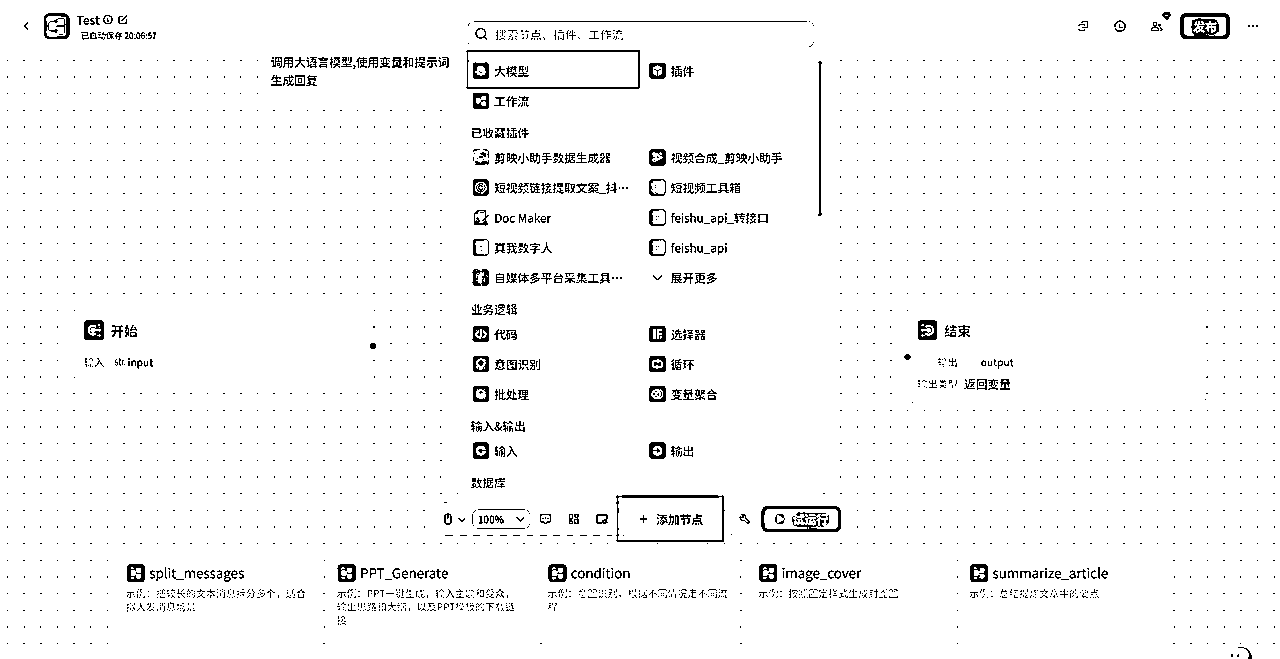 Test
已自动保存 20:06:57
发布
搜索节点、插件、工作流
调用大语言模型,使用变量和提示词
生成回复
大模型
插件
工作流
已收藏插件
剪映小助手数据生成器
视频合成_剪映小助手
短视频链接提取文案_抖…
短视频工具箱
Doc Maker
feishu_api_转接口
真我数字人
feishu_api
自媒体多平台采集工具…
展开更多
业务逻辑
代码
选择器
意图识别
循环
批处理
变量聚合
输入&输出
输入
输出
数据库
开始
输入 str. input
结束
输出 output
输出类型 返回变量
100%
添加节点
试运行
split_messages
示例：把较长的文本消息拆分多个，适合
拟人发消息场景
PPT_Generate
示例：PPT一键生成，输入主题和受众，
输出思路和大纲，以及PPT模板的下载链
接
condition
示例：意图识别，根据不同情况走不同流
程
image_cover
示例：按照固定格式生成封面图
summarize_article
示例：总结提炼文章中的要点